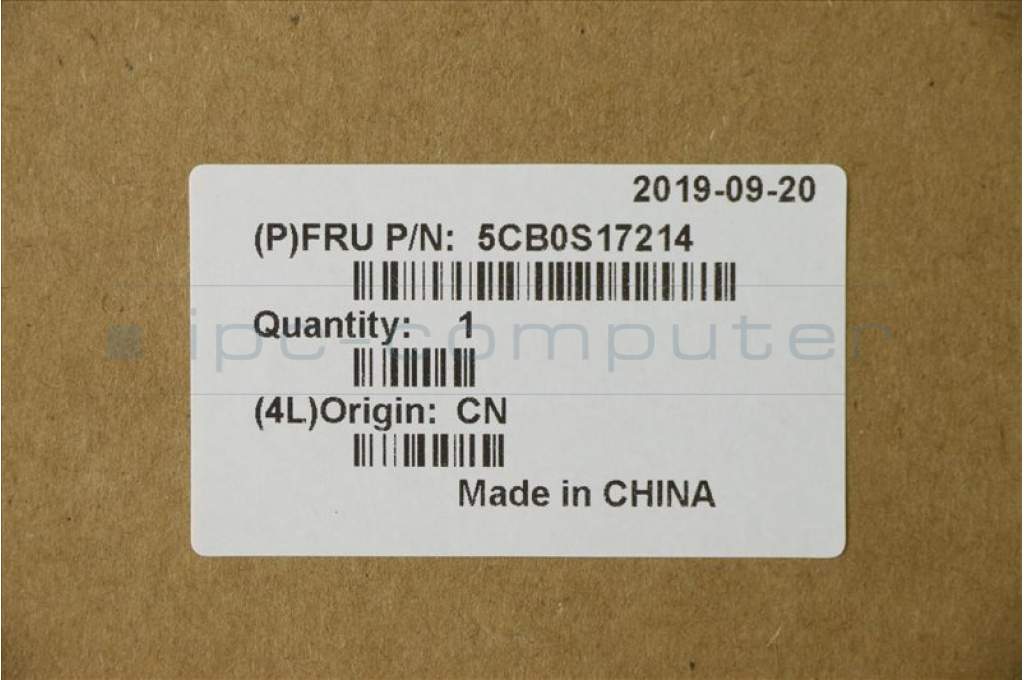 2019-09-20
(P)FRU P/N: 5CB0S17214
Quantity: 1
ipc-computer
(4L)Origin: CN
Made in CHINA